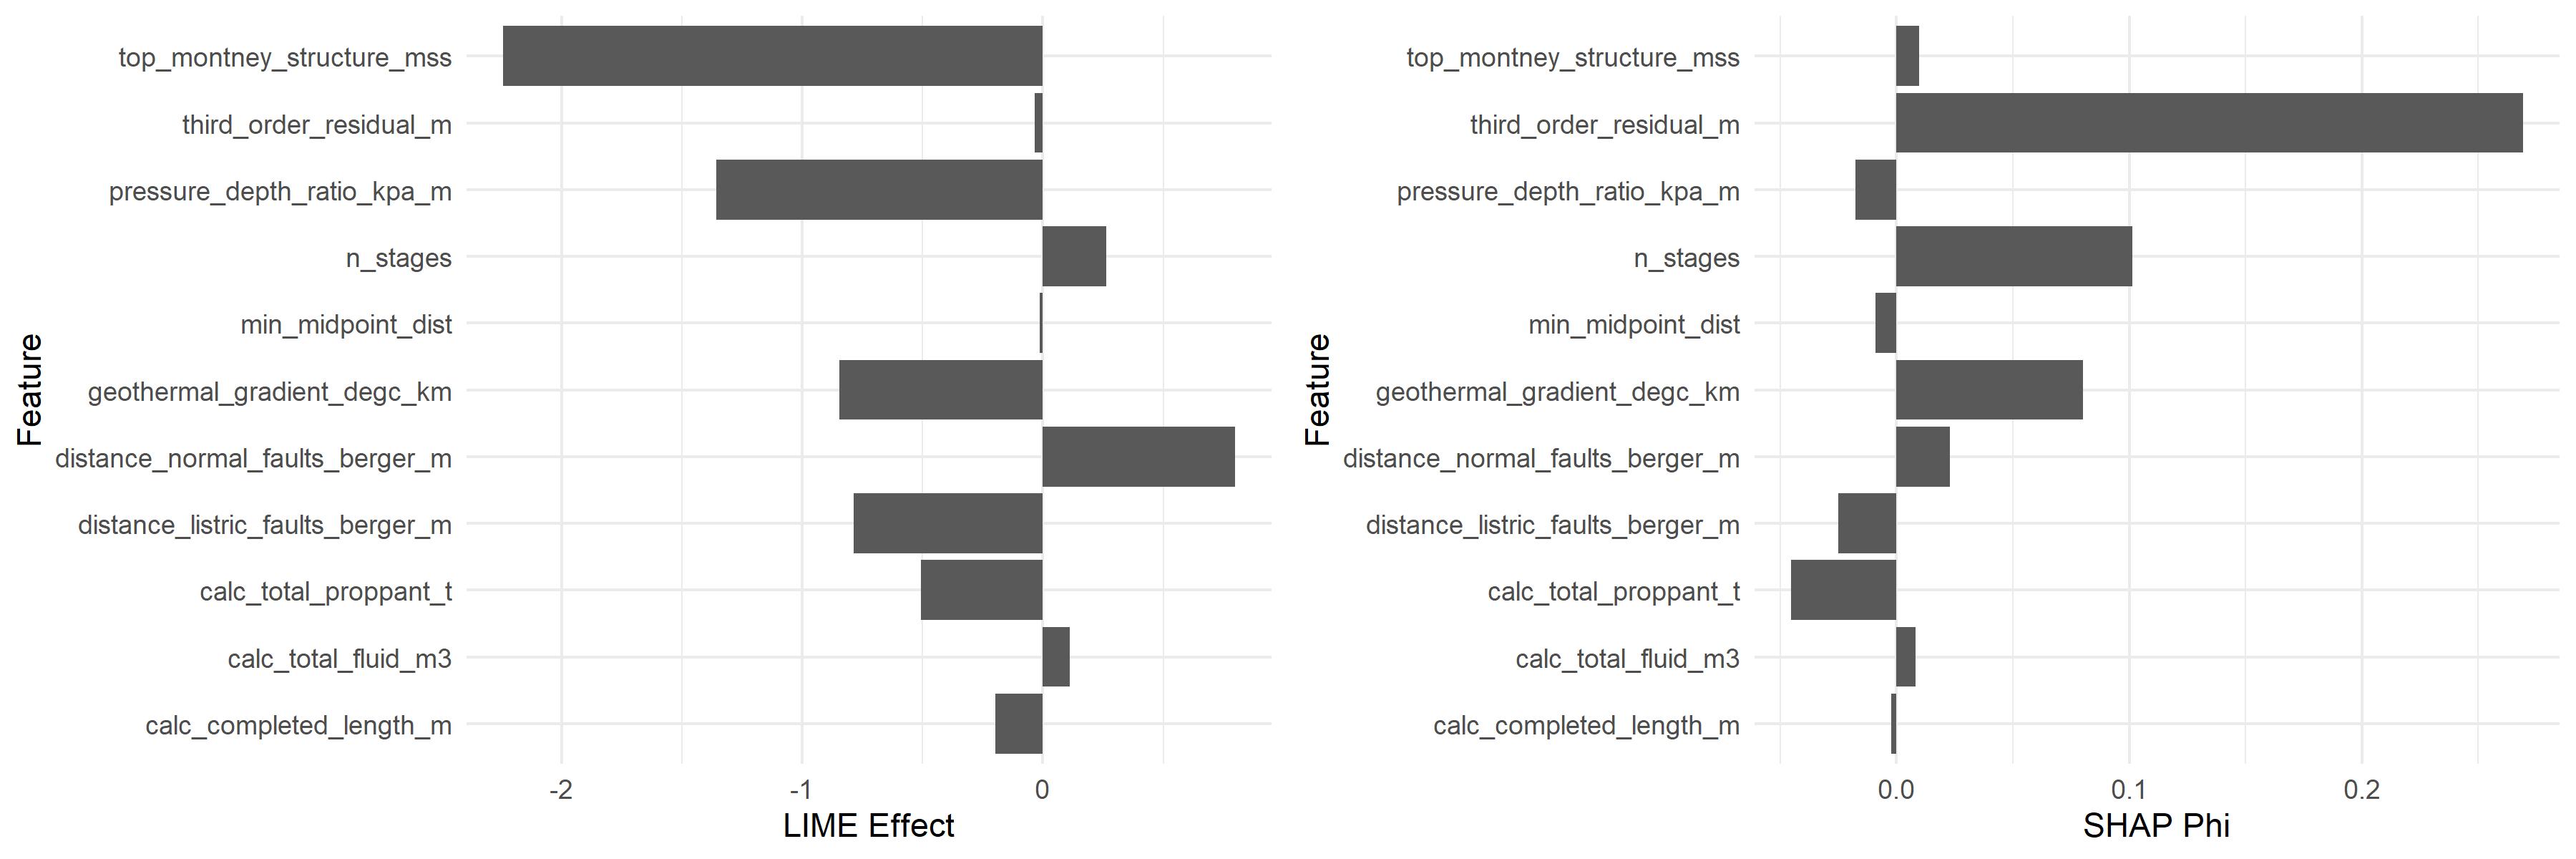 Feature
top_montney_structure_mss
third_order_residual_m
pressure_depth_ratio_kpa_m
n_stages
min_midpoint_dist
geothermal_gradient_degc_km
distance_normal_faults_berger_m
distance_listric_faults_berger_m
calc_total_proppant_t
calc_total_fluid_m3
calc_completed_length_m
-2 -1 0
LIME Effect
Feature
top_montney_structure_mss
third_order_residual_m
pressure_depth_ratio_kpa_m
n_stages
min_midpoint_dist
geothermal_gradient_degc_km
distance_normal_faults_berger_m
distance_listric_faults_berger_m
calc_total_proppant_t
calc_total_fluid_m3
calc_completed_length_m
0.0 0.1 0.2
SHAP Phi